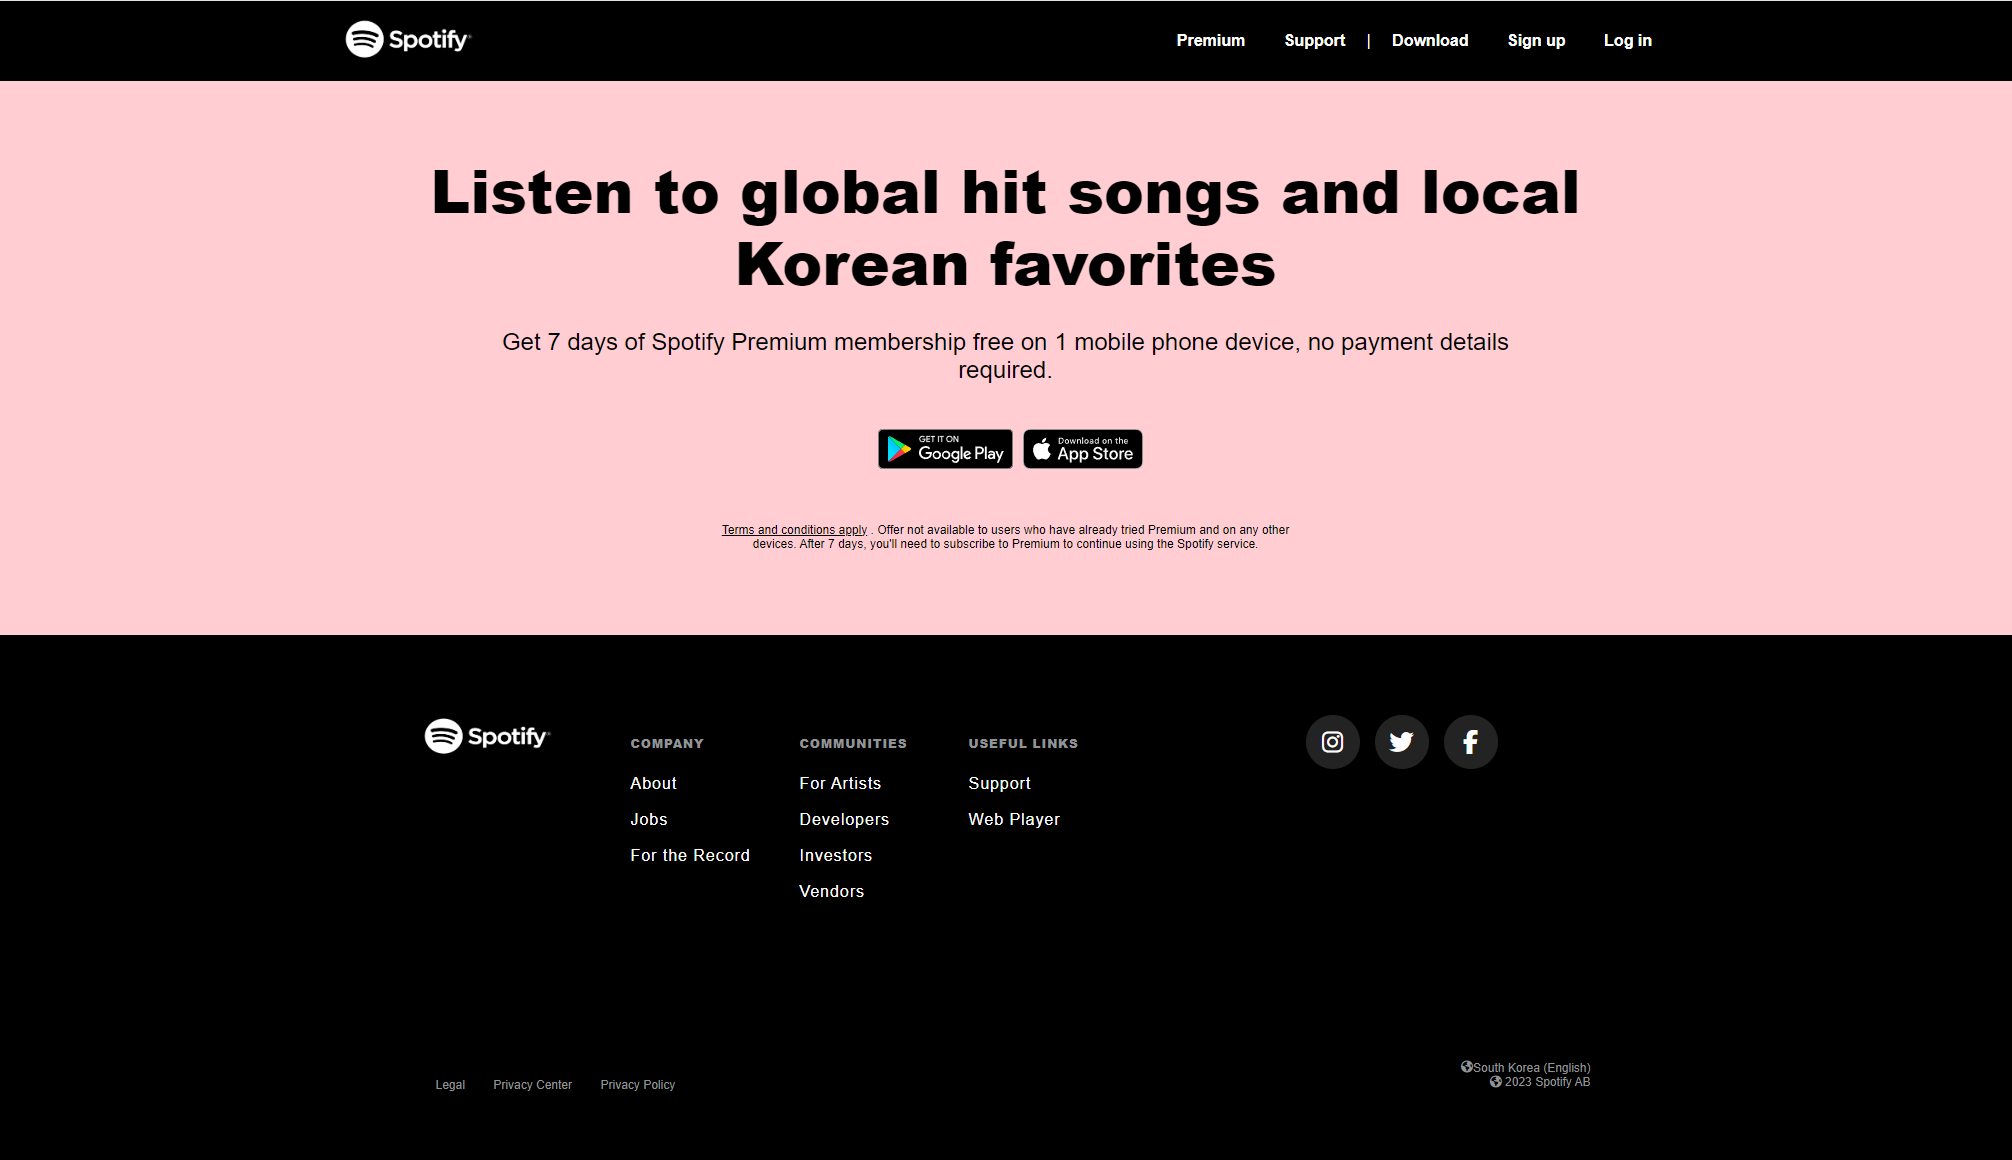 Spotify®
Premium Support | Download Sign up Log in
Listen to global hit songs and local
Korean favorites
Get 7 days of Spotify Premium membership free on 1 mobile phone device, no payment details
required.
GET IT ON
Google Play
Download on the
App Store
Terms and conditions apply . Offer not available to users who have already tried Premium and on any other
devices. After 7 days, you'll need to subscribe to Premium to continue using the Spotify service.
Spotify®
COMPANY
About
Jobs
For the Record
COMMUNITIES
For Artists
Developers
Investors
Vendors
USEFUL LINKS
Support
Web Player
Legal Privacy Center Privacy Policy
South Korea (English)
2023 Spotify AB